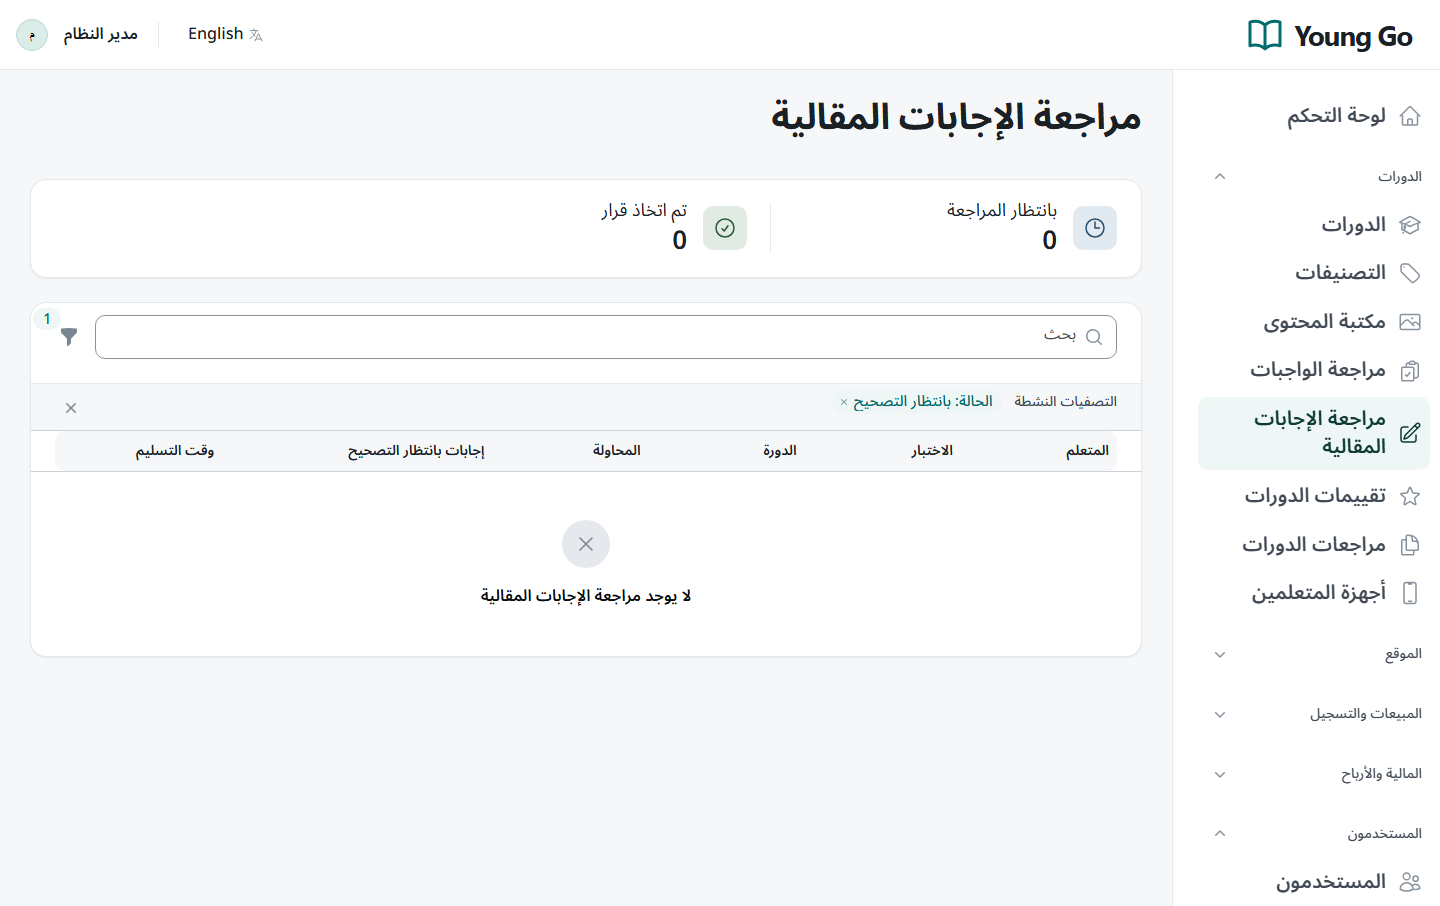 Young Go
English
مدير النظام
م
لوحة التحكم
الدورات
الدورات
التصنيفات
مكتبة المحتوى
مراجعة الواجبات
مراجعة الإجابات
المقالية
تقييمات الدورات
مراجعات الدورات
أجهزة المتعلمين
الموقع
المبيعات والتسجيل
المالية والأرباح
المستخدمون
المستخدمون
مراجعة الإجابات المقالية
بانتظار المراجعة
0
تم اتخاذ قرار
0
بحث
1
التصفيات النشطة
الحالة: بانتظار التصحيح ×
المتعلم الاختبار الدورة المحاولة إجابات بانتظار التصحيح وقت التسليم
لا يوجد مراجعة الإجابات المقالية